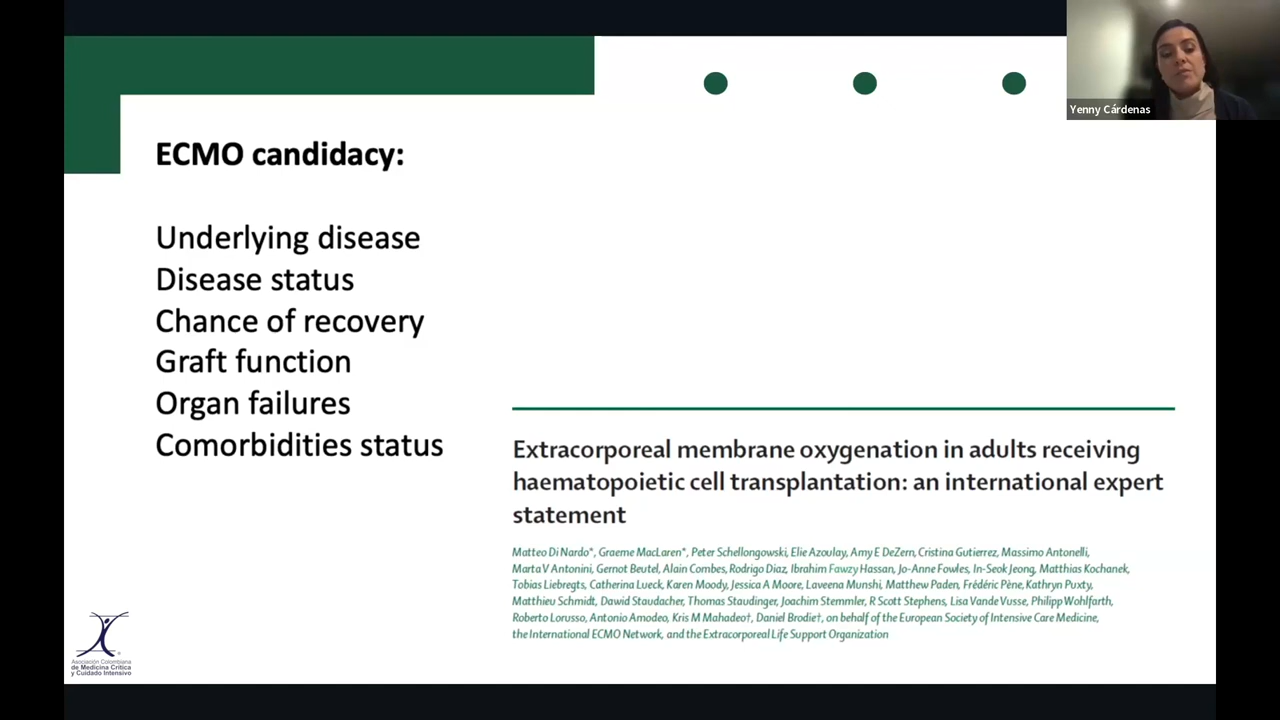 Yenny Cárdenas
ECMO candidacy:
Underlying disease
Disease status
Chance of recovery
Graft function
Organ failures
Comorbidities status
Extracorporeal membrane oxygenation in adults receiving
haematopoietic cell transplantation: an international expert
statement
Matteo Di Nardo*, Graeme MacLaren*, Peter Schellongowski, Elie Azoulay, Amy E DeZern, Cristina Gutierrez, Massimo Antonelli,
Marta V Antonini, Gernot Beutel, Alain Combes, Rodrigo Diaz, Ibrahim Fawzy Hassan, Jo-Anne Fowles, In-Seok Jeong, Matthias Kochanek,
Tobias Liebregts, Catherina Lueck, Karen Moody, Jessica A Moore, Laveena Munshi, Matthew Paden, Frédéric Pène, Kathryn Puxty,
Matthieu Schmidt, Dawid Staudacher, Thomas Staudinger, Joachim Stemmler, R Scott Stephens, Lisa Vande Vusse, Philipp Wohlfarth,
Roberto Lorusso, Antonio Amodeo, Kris M Mahadeo†, Daniel Brodie†, on behalf of the European Society of Intensive Care Medicine,
the International ECMO Network, and the Extracorporeal Life Support Organization
Asociación Colombiana
de Medicina Crítica
y Cuidado Intensivo